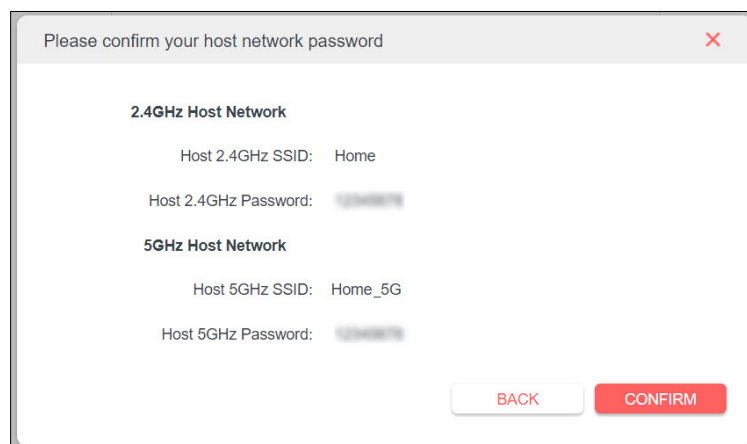 Please confirm your host network password
2.4GHz Host Network
Host 2.4GHz SSID: Home
Host 2.4GHz Password:
5GHz Host Network
Host 5GHz SSID: Home_5G
Host 5GHz Password:
BACK CONFIRM